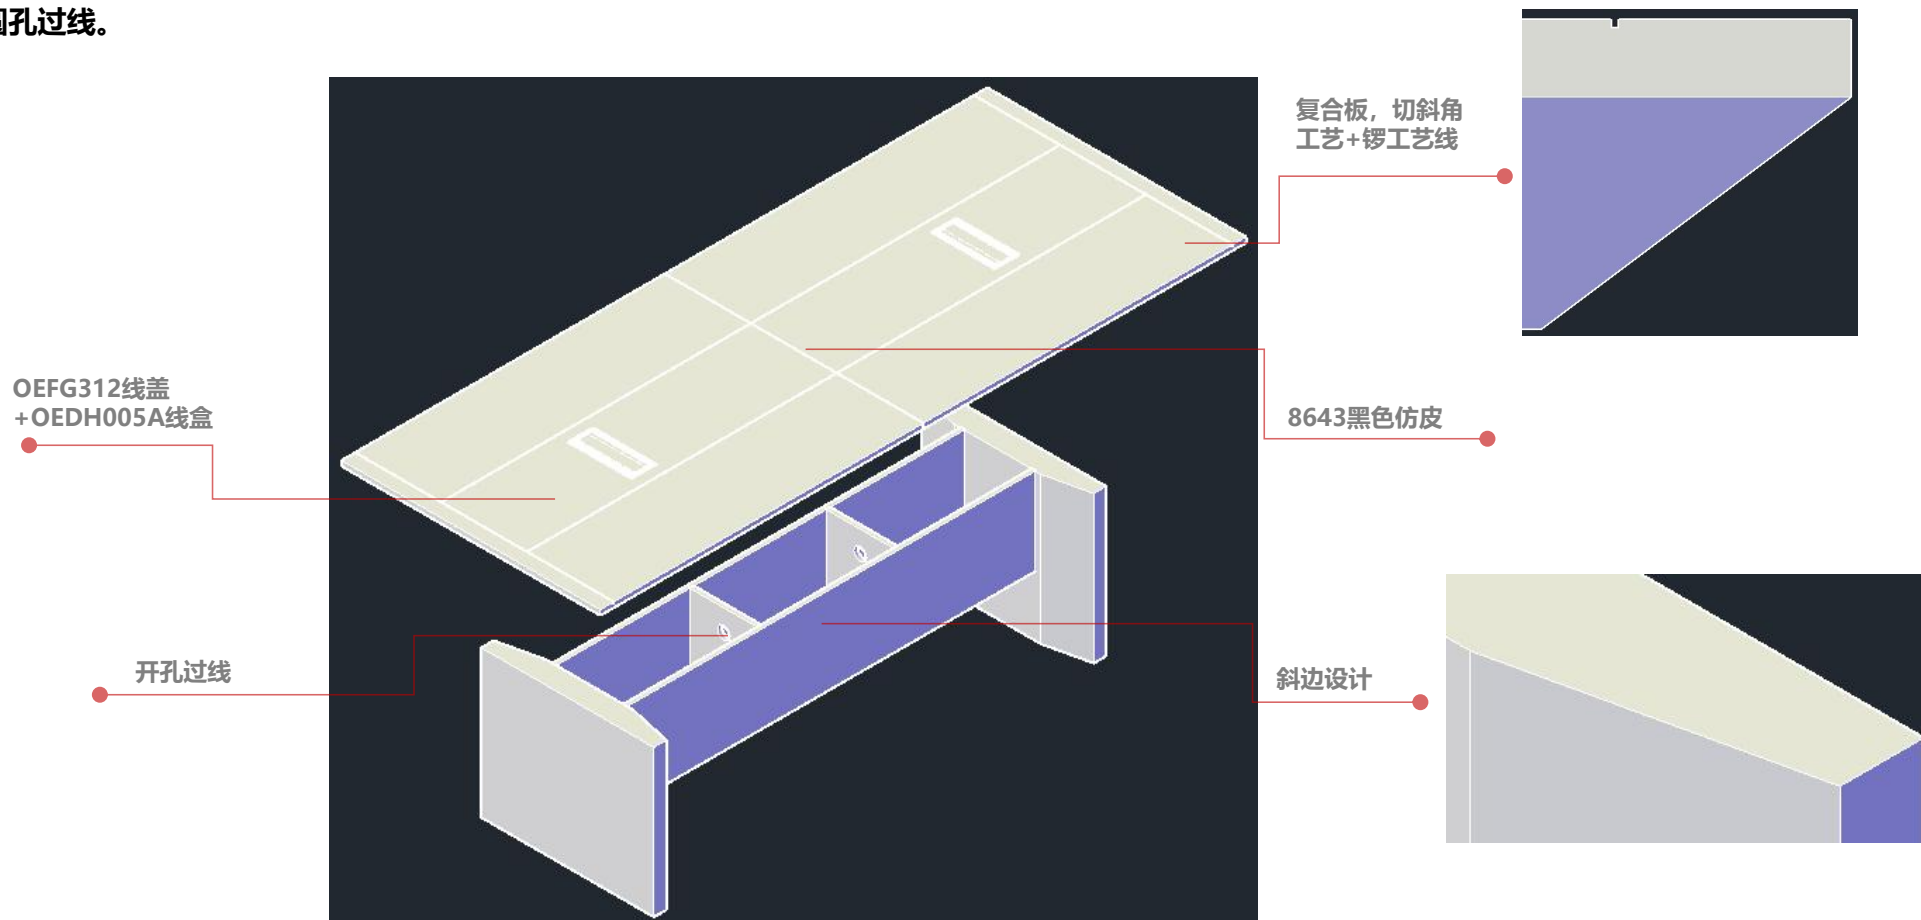 圆孔过线。
复合板，切斜角
工艺+锣工艺线
OEFG312线盖
+OEDH005A线盒
8643黑色仿皮
开孔过线
斜边设计